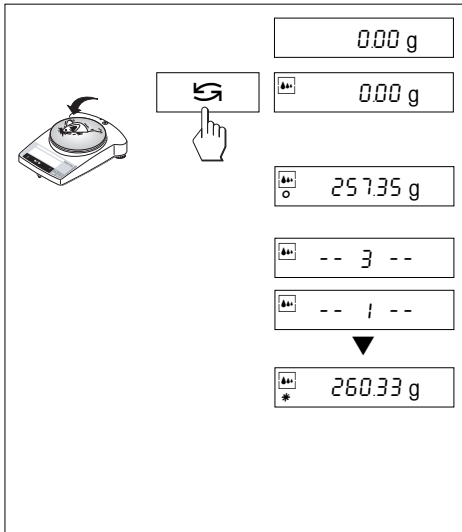 0.00 g
0.00 g
257.35 g
-- 3 --
-- 1 --
260.33 g